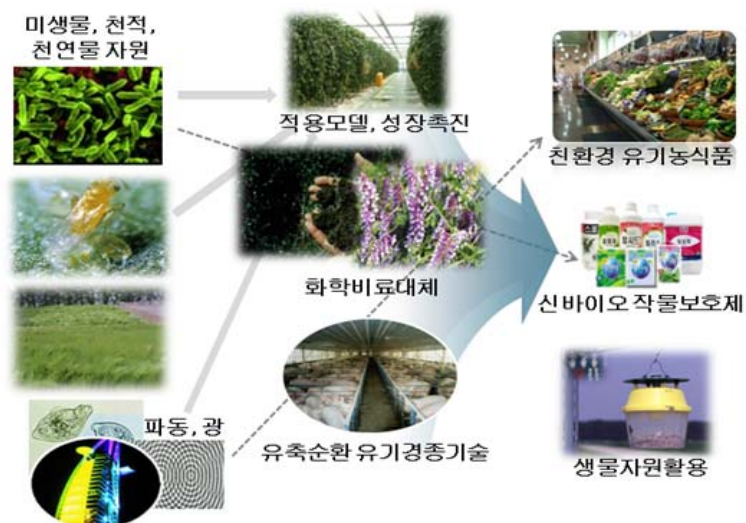 미생물, 천적,
천연물 자원
적용모델, 성장촉진
친환경 유기농식품
화학비료대체
신바이오 작물보호제
파동, 광
유축순환 유기경종기술
생물자원활용